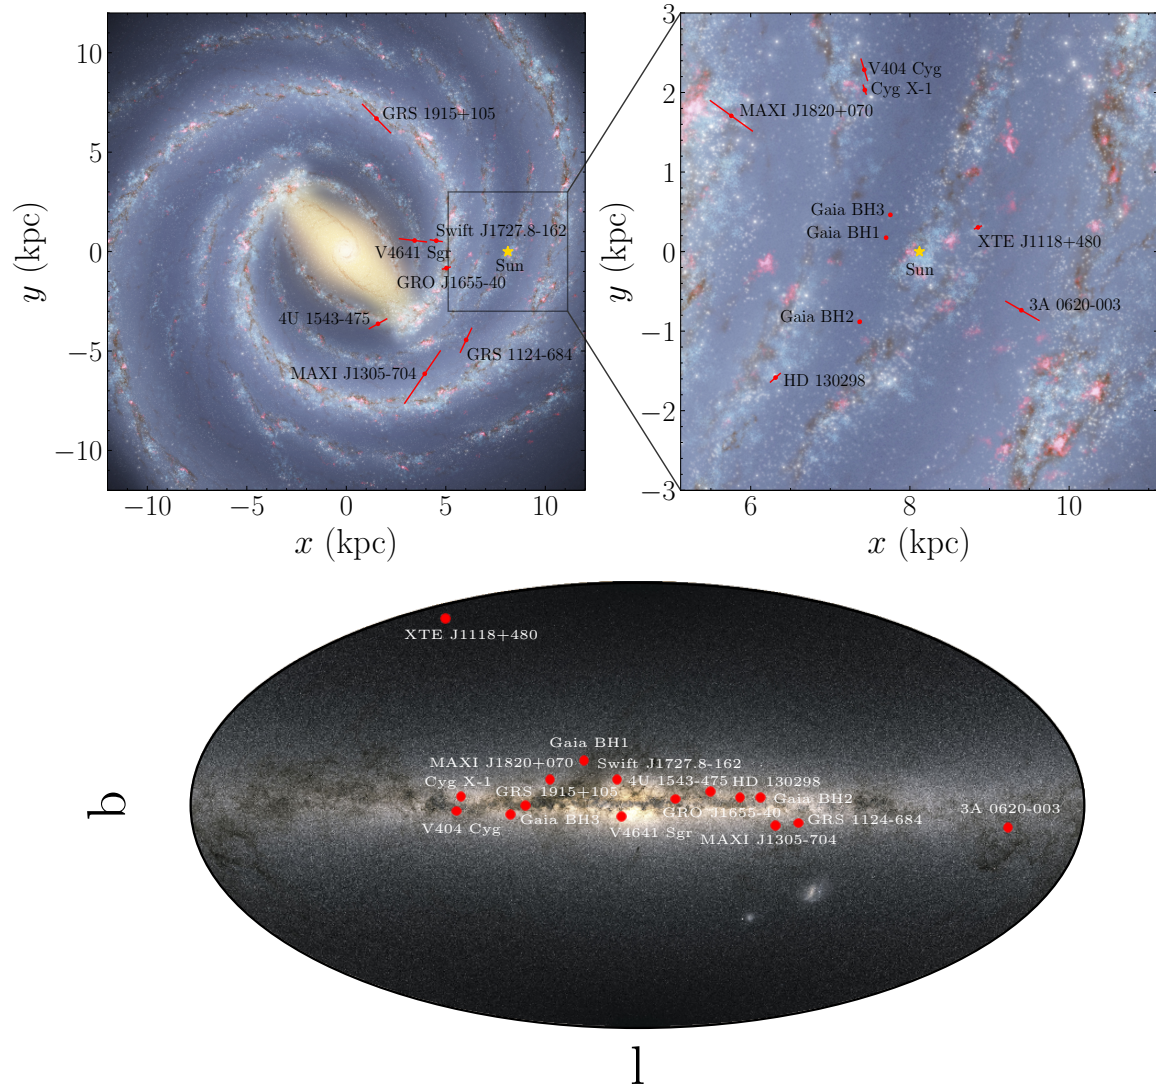 10
5
0
−5
−10
y (kpc)
−10
−5
0
5
10
x (kpc)
GRS 1915+105
Swift J1727.8-162
V4641 Sgr
Sun
GRO J1655-40
4U 1543-475
GRS 1124-684
MAXI J1305-704
3
2
1
0
−1
−2
−3
y (kpc)
6
8
10
x (kpc)
V404 Cyg
Cyg X-1
MAXI J1820+070
Gaia BH3
Gaia BH1
XTE J1118+480
Sun
3A 0620-003
Gaia BH2
HD 130298
XTE J1118+480
Gaia BH1
MAXI J1820+070
Swift J1727.8-162
Cyg X-1
4U 1543-475
HD 130298
GRS 1915+105
Gaia BH2
3A 0620-003
V404 Cyg
Gaia BH3
V4641 Sgr
GRO J1655-40
GRS 1124-684
MAXI J1305-704
b
l